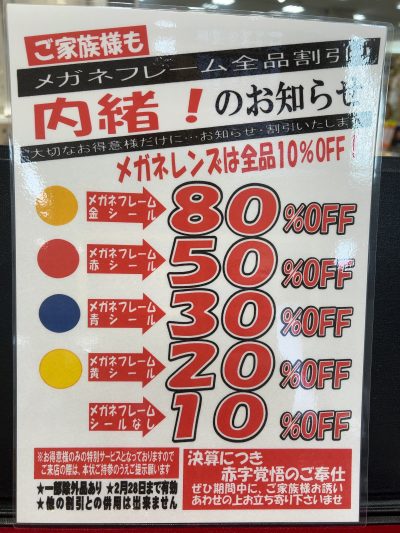 ご家族様も
メガネフレーム全品割引
内緒!のお知らせ
大切なお得意様だけに…お知らせ・割引いたしま
メガネレンズは全品10%OFF!
メガネフレーム
金シール
80%OFF
メガネフレーム
赤シール
50%OFF
メガネフレーム
青シール
30%OFF
メガネフレーム
黄シール
20%OFF
メガネフレーム
シールなし
10%OFF
※お得意様のみの特別サービスとなっておりますので
ご来店の際は、本状ご持参のうえご提示願います
★一部除外品あり ★2月28日まで有効
★他の割引との併用は出来ません
決算につき
赤字覚悟のご奉仕
ぜひ期間中に、ご家族様お誘い
あわせの上お立ち寄り下さいませ